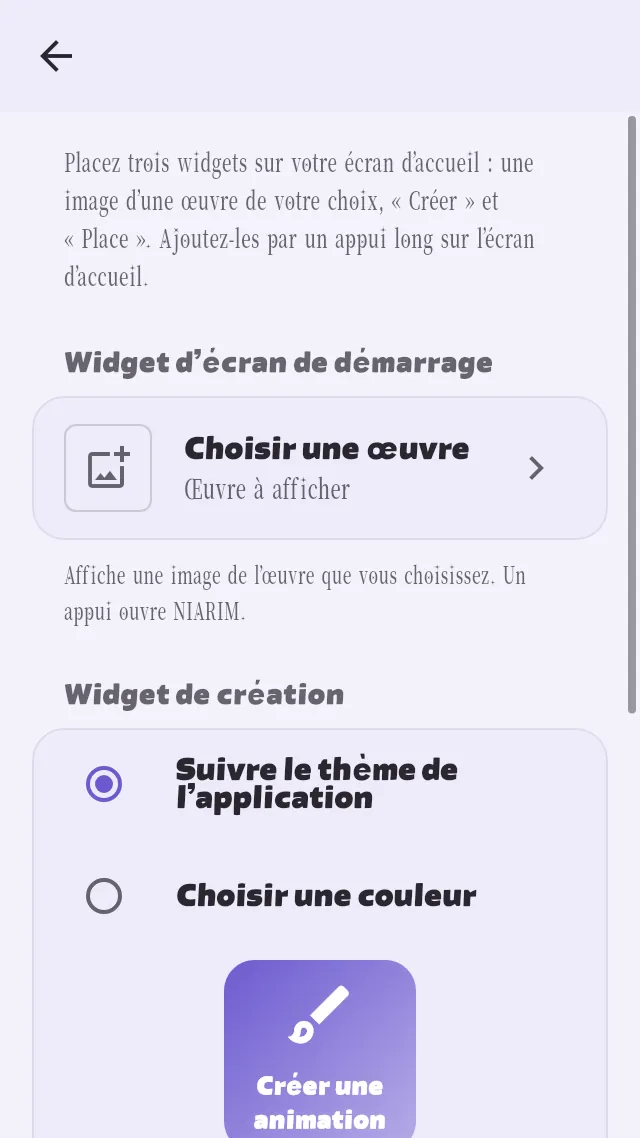 Placez trois widgets sur votre écran d’accueil : une
image d’une œuvre de votre choix, « Créer » et
« Place ». Ajoutez-les par un appui long sur l’écran
d’accueil.
Widget d’écran de démarrage
Choisir une œuvre
Œuvre à afficher
Affiche une image de l’œuvre que vous choisissez. Un
appui ouvre NIARIM.
Widget de création
Suivre le thème de
l’application
Choisir une couleur
Créer une
animation